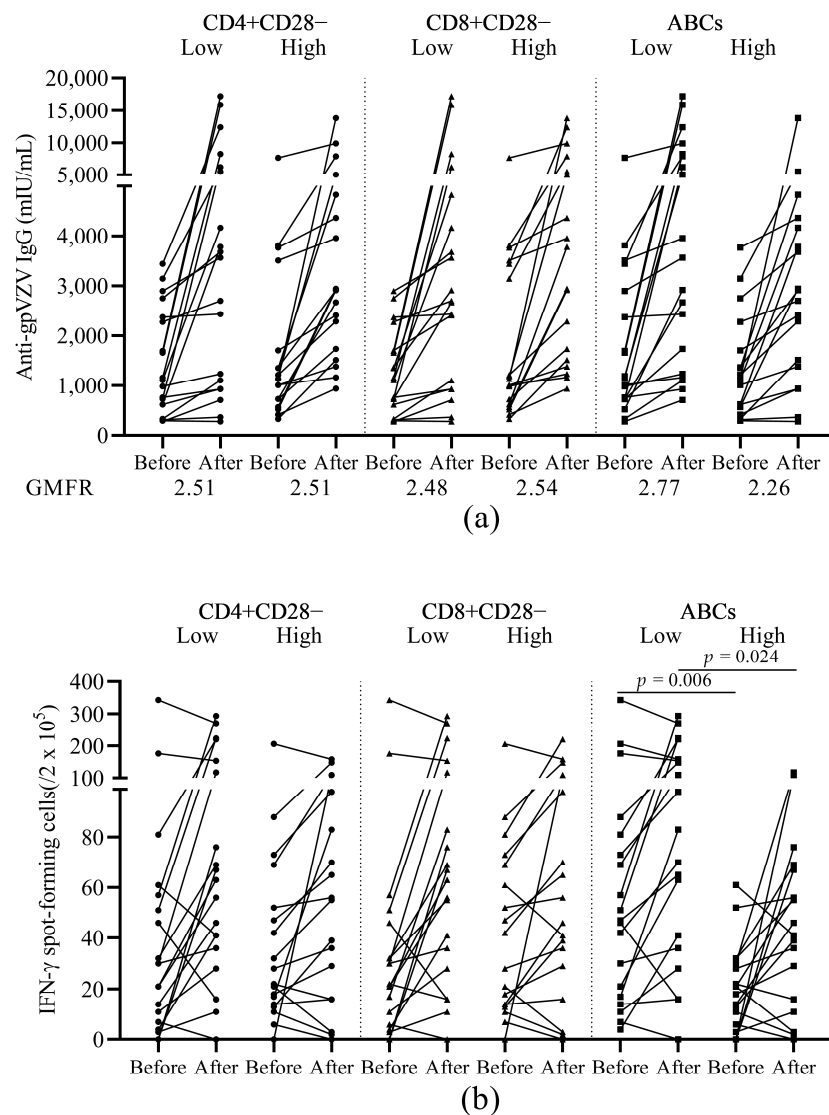 CD4+CD28− CD8+CD28− ABCs
Low High Low High Low High
Anti-gpVZV IgG (mIU/mL)
20,000
15,000
10,000
5,000
4,000
3,000
2,000
1,000
0
Before After Before After Before After Before After Before After Before After
GMFR 2.51 2.51 2.48 2.54 2.77 2.26
(a)
CD4+CD28− CD8+CD28− ABCs
Low High Low High Low High
p = 0.024
p = 0.006
IFN-γ spot-forming cells(/2 x 10⁵)
400
300
200
100
80
60
40
20
0
Before After Before After Before After Before After Before After Before After
(b)